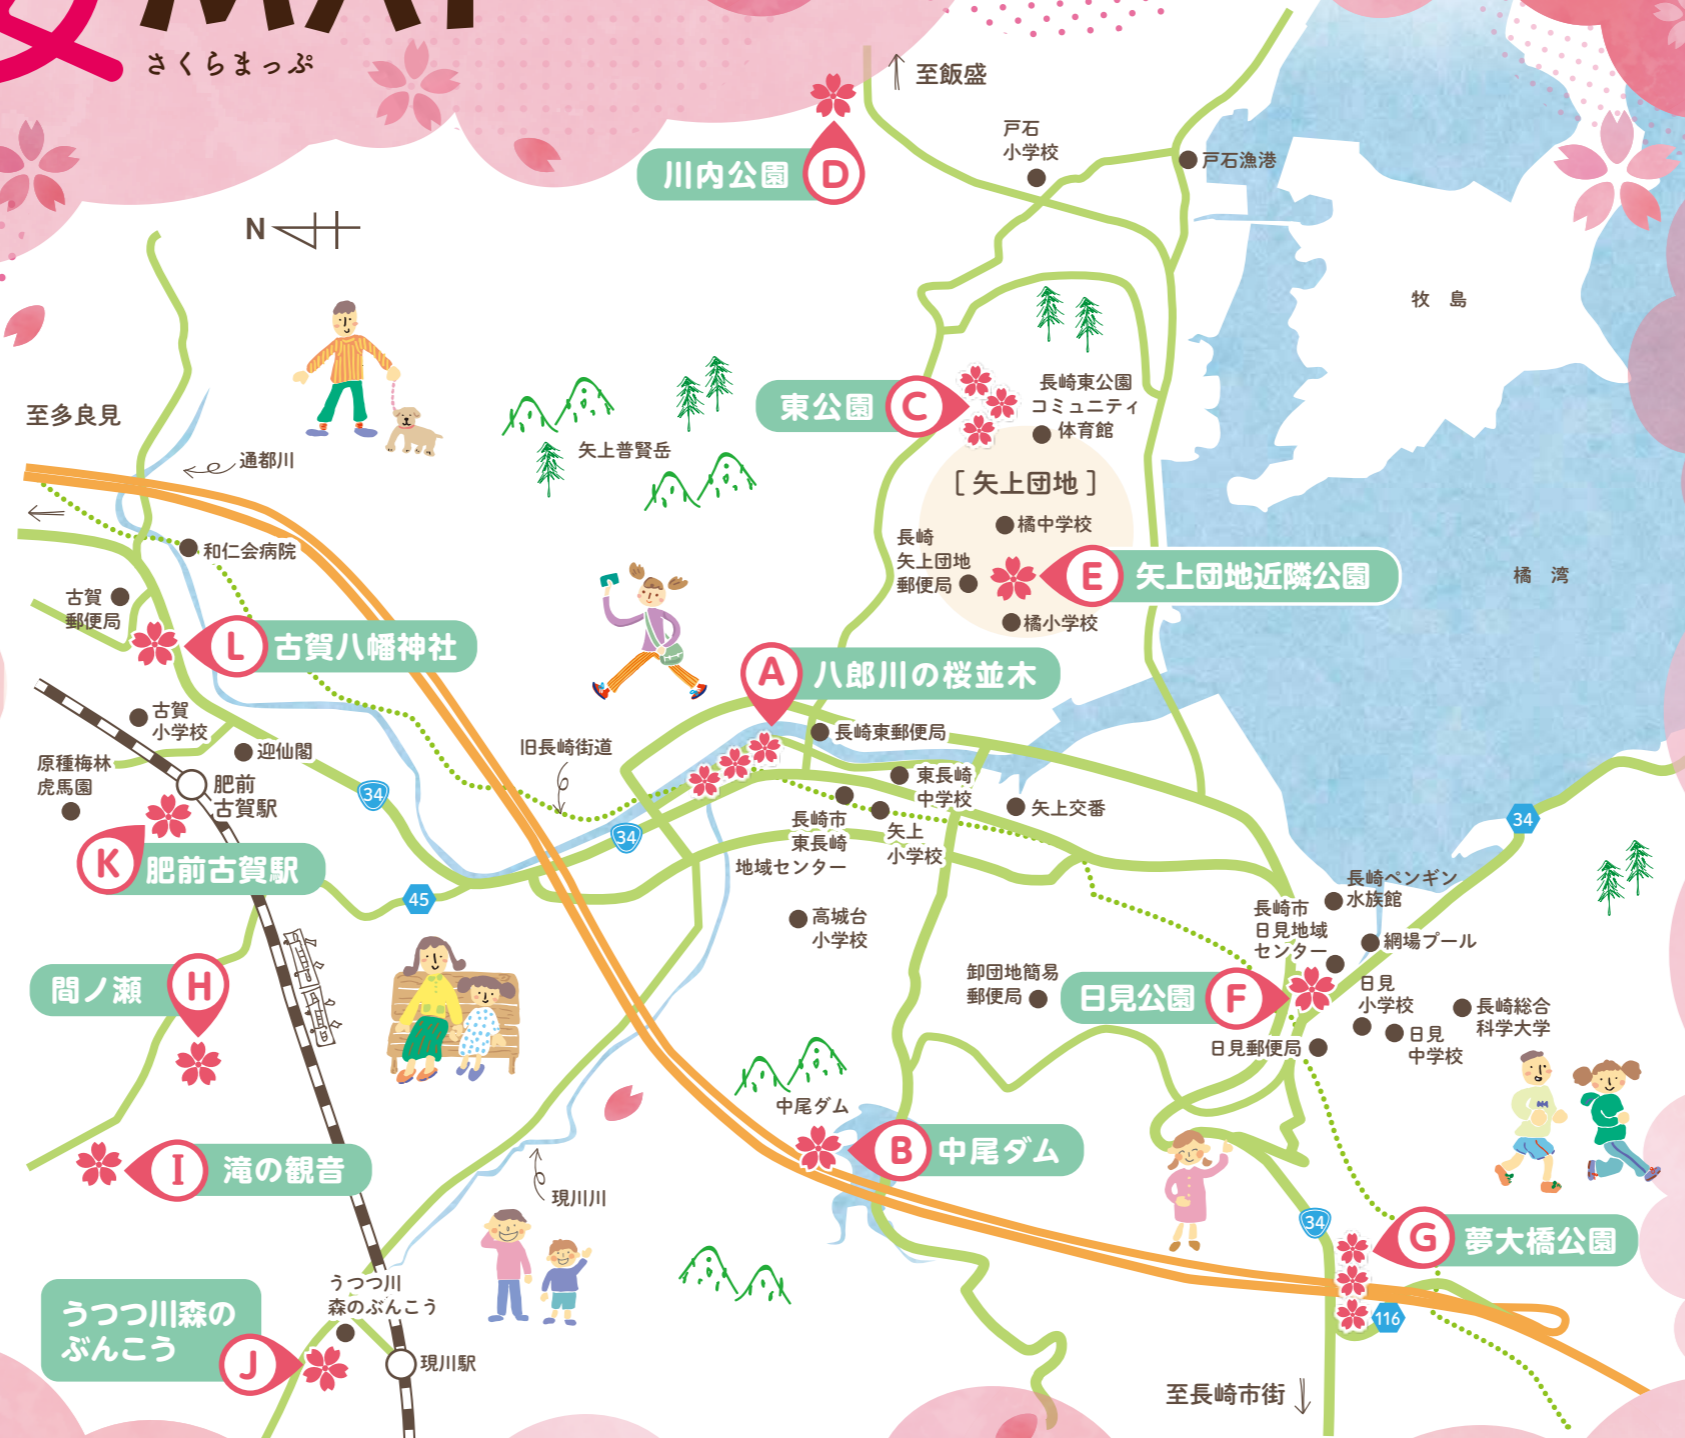 さくらまっぷ
至飯盛
戸石
小学校
戸石漁港
川内公園 D
N
牧 島
至多良見
通都川
矢上普賢岳
東公園 C
長崎東公園
コミュニティ
体育館
[ 矢上団地 ]
橘中学校
長崎
矢上団地
郵便局
E 矢上団地近隣公園
橘小学校
橘 湾
和仁会病院
古賀
郵便局
L 古賀八幡神社
A 八郎川の桜並木
古賀
小学校
迎仙閣
原種梅林
虎馬園
肥前
古賀駅
旧長崎街道
長崎東郵便局
東長崎
中学校
矢上交番
長崎市
東長崎
地域センター
矢上
小学校
34
34
34
K 肥前古賀駅
45
高城台
小学校
長崎ペンギン
水族館
長崎市
日見地域
センター
網場プール
卸団地簡易
郵便局
日見公園 F
日見
小学校
日見
中学校
長崎総合
科学大学
日見郵便局
間ノ瀬 H
中尾ダム
B 中尾ダム
I 滝の観音
現川川
34
G 夢大橋公園
116
うつつ川
森のぶんこう
うつつ川森の
ぶんこう
J
現川駅
至長崎市街